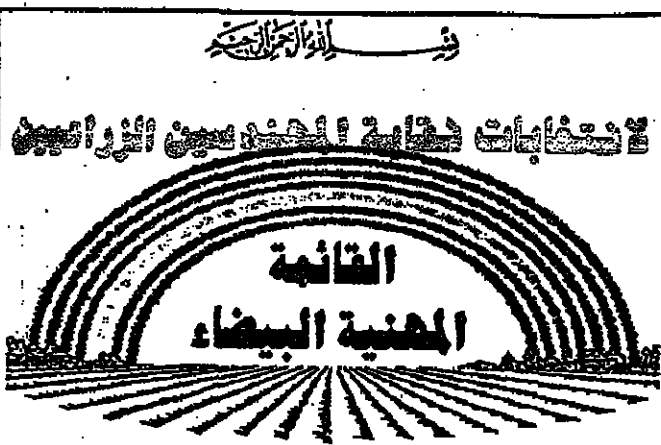 بسم الله الرحمن الرحيم
لانتخابات نقابة المهندسين الزراعيين
القائمة
المهنية البيضاء